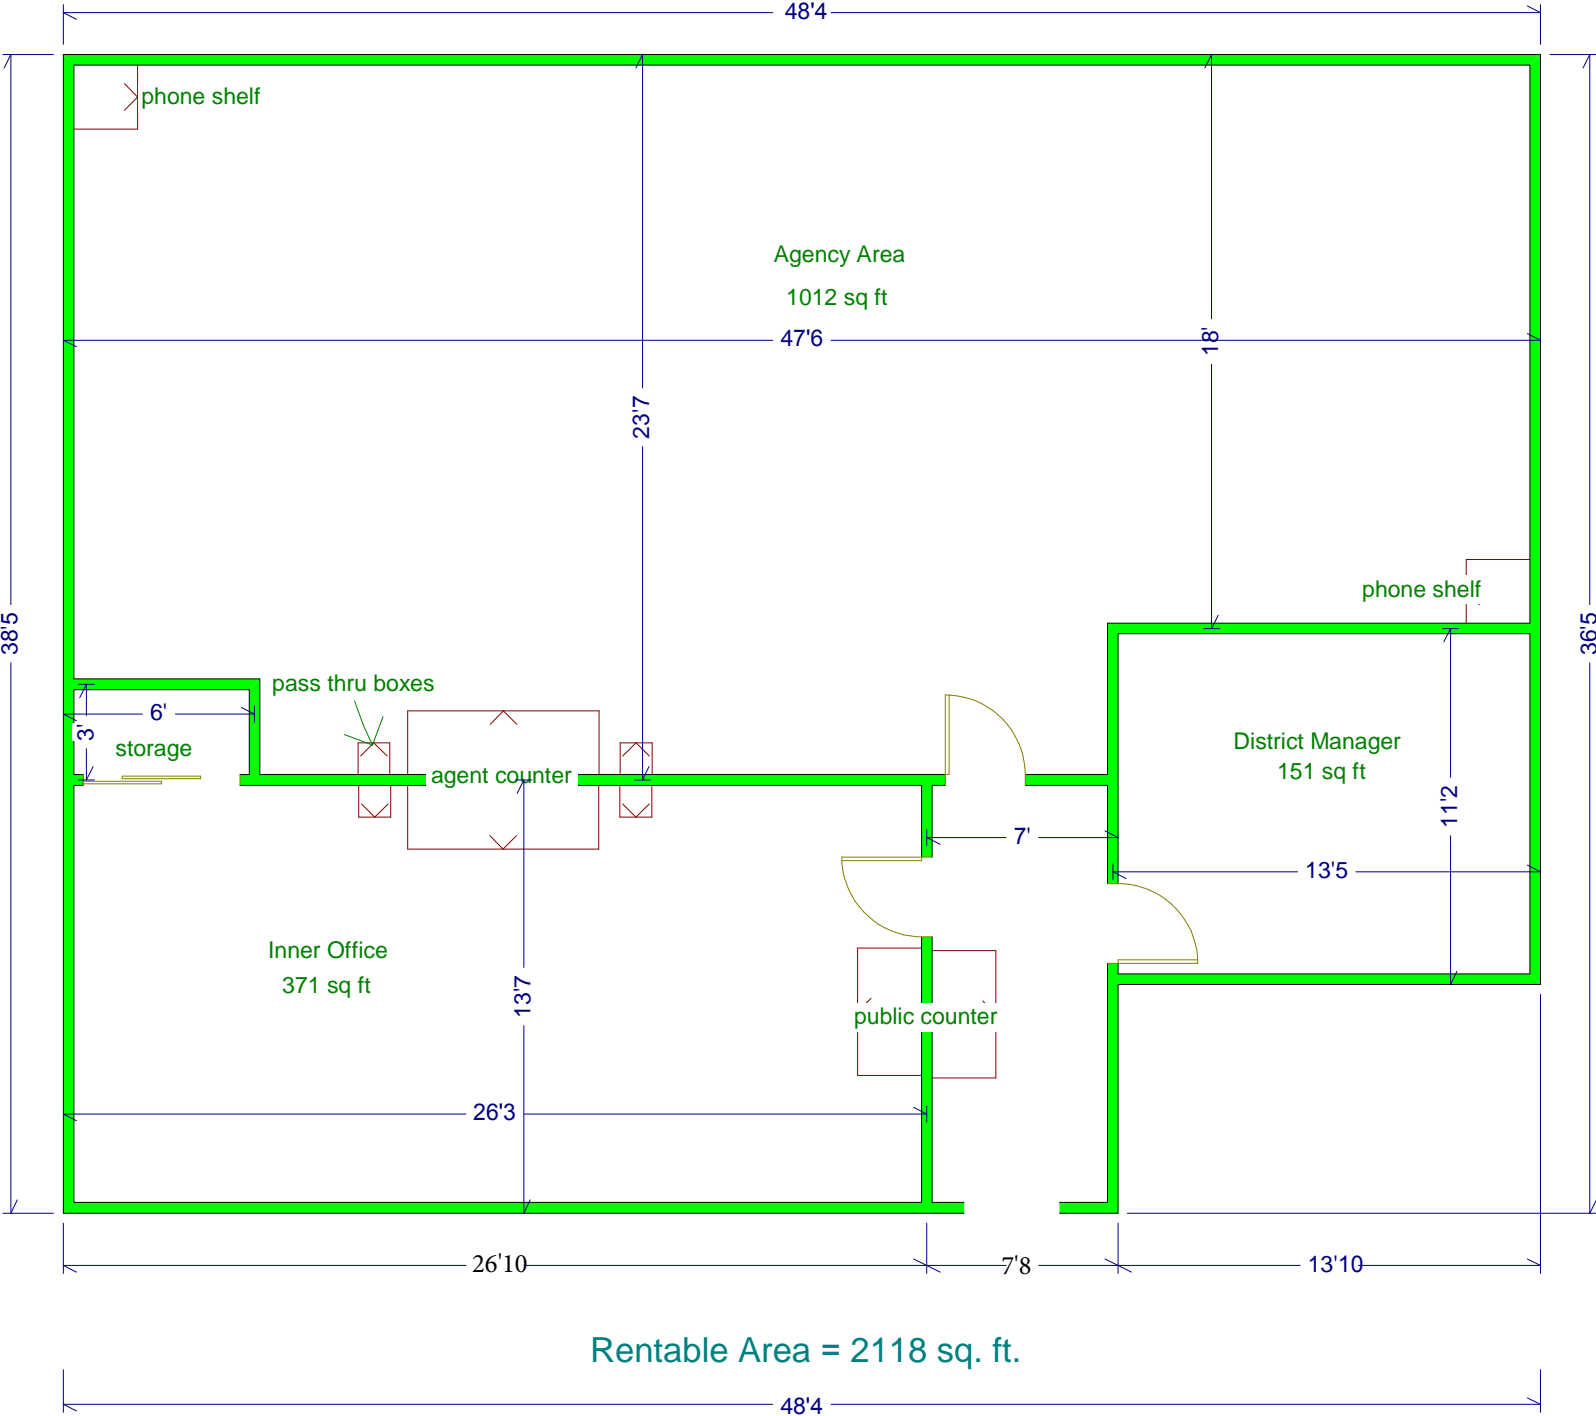 48'4
phone shelf
Agency Area
1012 sq ft
47'6
18'
23'7
phone shelf
38'5
36'5
pass thru boxes
6'
3'
storage
agent counter
District Manager
151 sq ft
11'2
7'
13'5
Inner Office
371 sq ft
13'7
public counter
26'3
26'10
7'8
13'10
Rentable Area = 2118 sq. ft.
48'4